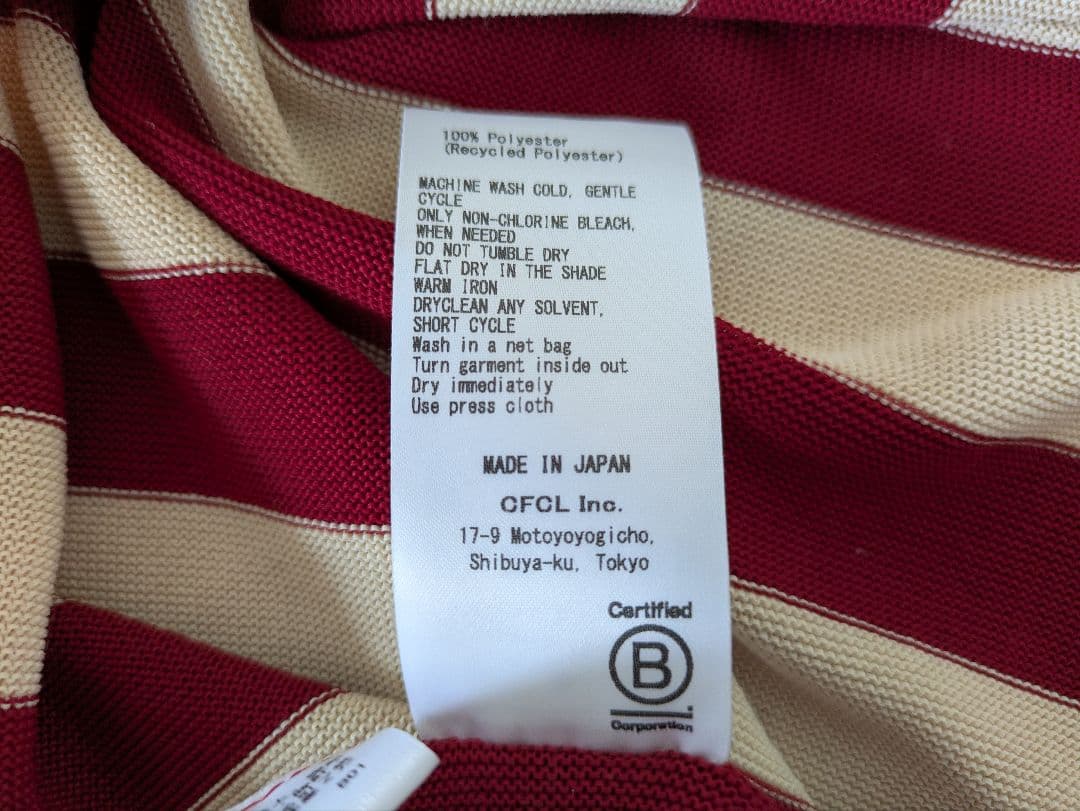 100% Polyester
(Recycled Polyester)
MACHINE WASH COLD, GENTLE
CYCLE
ONLY NON-CHLORINE BLEACH,
WHEN NEEDED
DO NOT TUMBLE DRY
FLAT DRY IN THE SHADE
WARM IRON
DRYCLEAN ANY SOLVENT,
SHORT CYCLE
Wash in a net bag
Turn garment inside out
Dry immediately
Use press cloth
MADE IN JAPAN
CFCL Inc.
17-9 Motoyoyogicho,
Shibuya-ku, Tokyo
Certified
B
Corporation
801